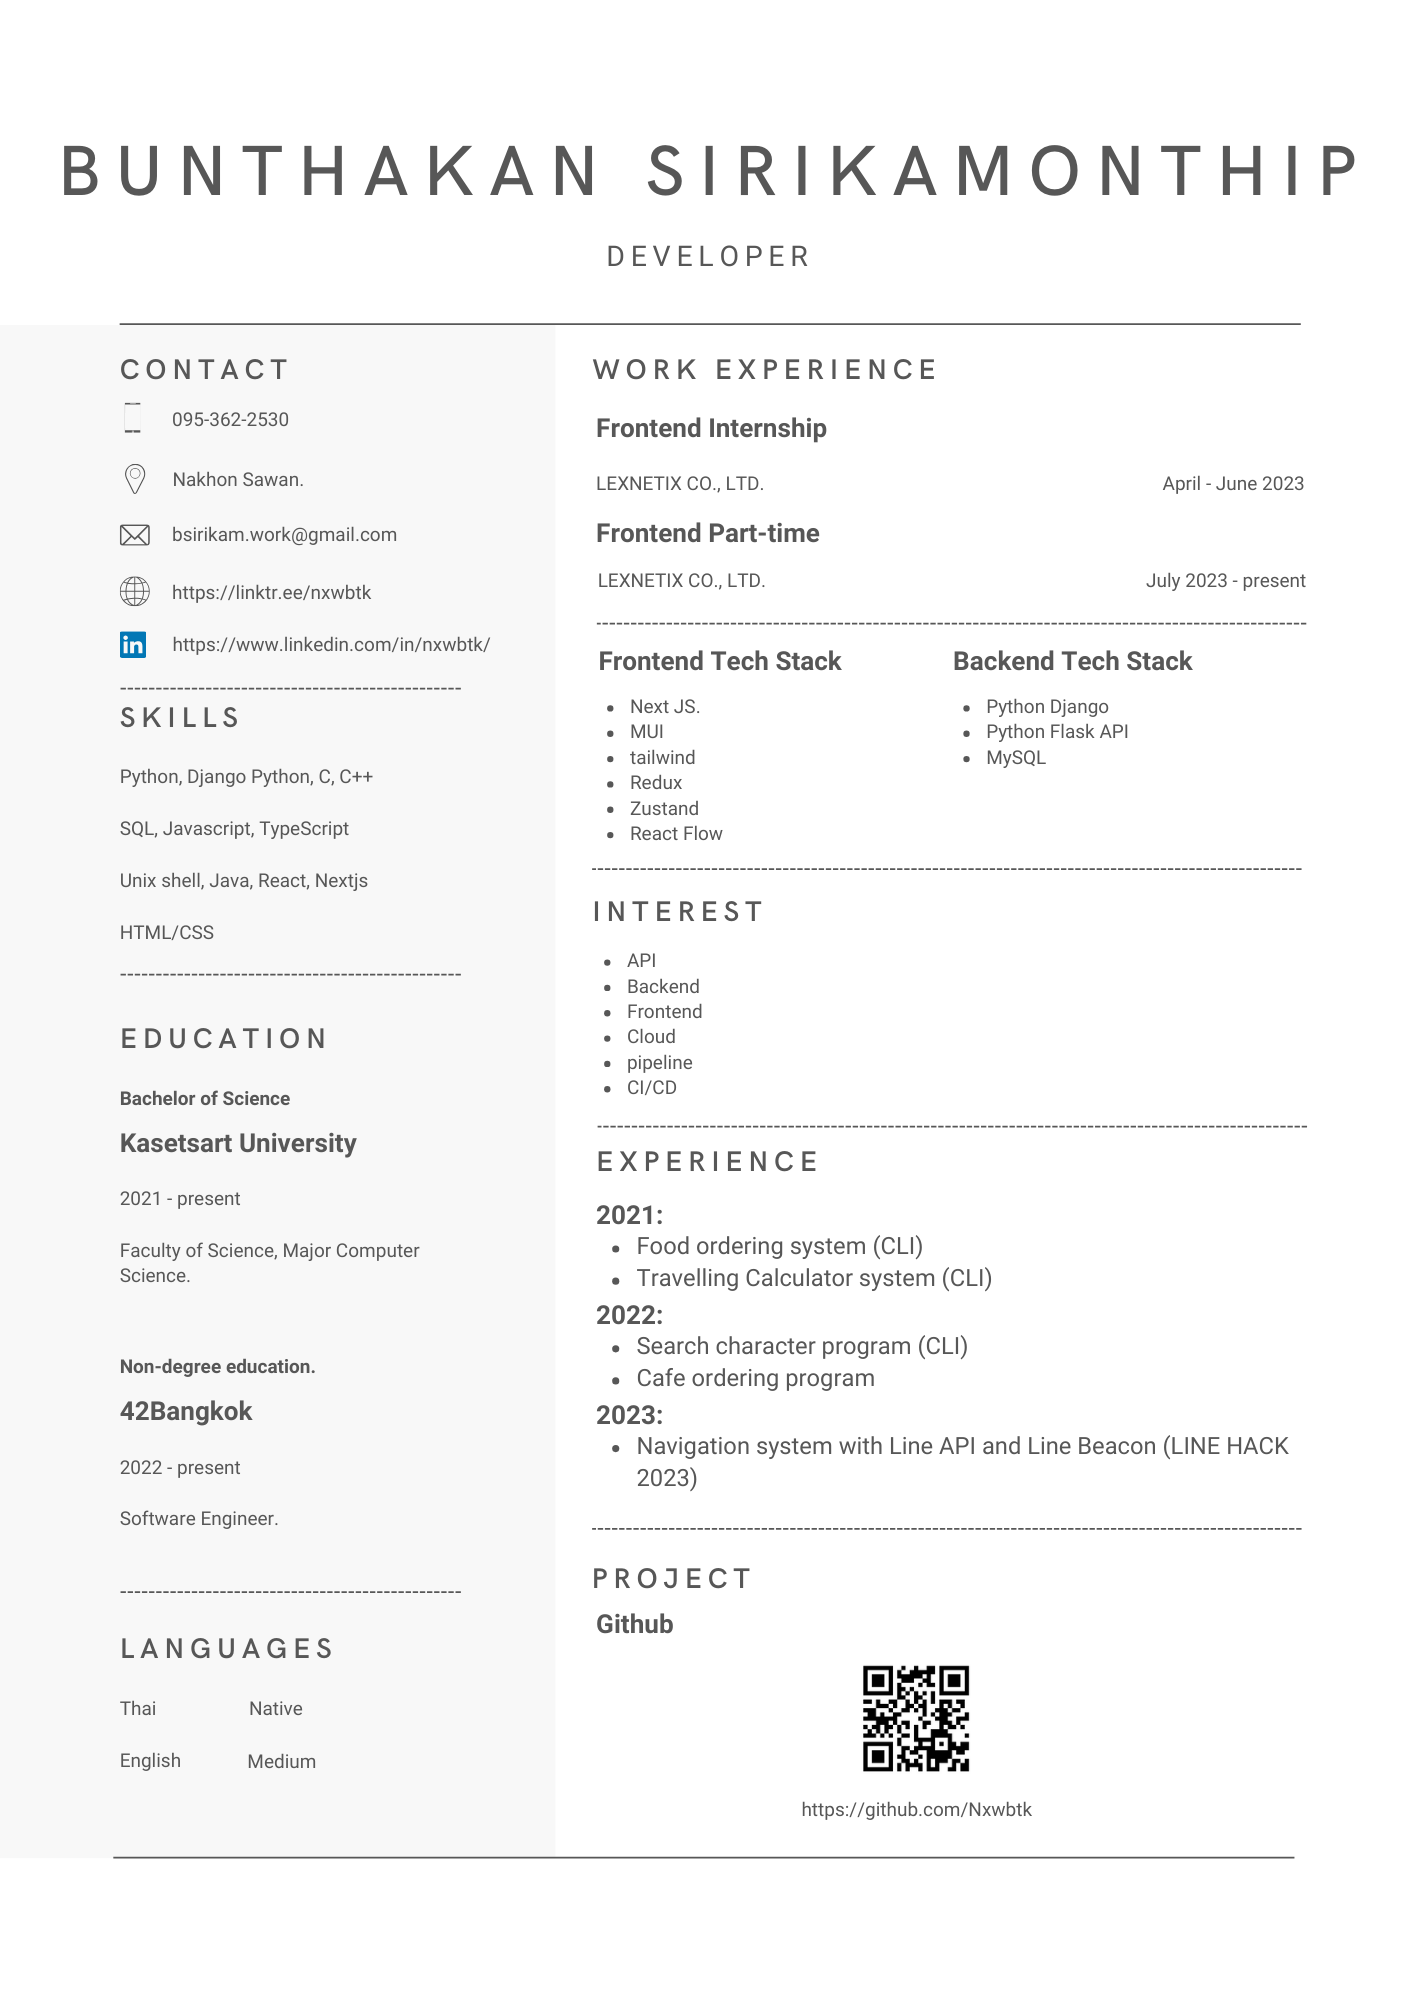 BUNTHAKAN SIRIKAMONTHIP
DEVELOPER
CONTACT
095-362-2530
Nakhon Sawan.
bsirikam.work@gmail.com
https://linktr.ee/nxwbtk
in https://www.linkedin.com/in/nxwbtk/
SKILLS
Python, Django Python, C, C++
SQL, Javascript, TypeScript
Unix shell, Java, React, Nextjs
HTML/CSS
EDUCATION
Bachelor of Science
Kasetsart University
2021 - present
Faculty of Science, Major Computer
Science.
Non-degree education.
42Bangkok
2022 - present
Software Engineer.
LANGUAGES
Thai Native
English Medium
WORK EXPERIENCE
Frontend Internship
LEXNETIX CO., LTD. April - June 2023
Frontend Part-time
LEXNETIX CO., LTD. July 2023 - present
Frontend Tech Stack
• Next JS.
• MUI
• tailwind
• Redux
• Zustand
• React Flow
Backend Tech Stack
• Python Django
• Python Flask API
• MySQL
INTEREST
• API
• Backend
• Frontend
• Cloud
• pipeline
• CI/CD
EXPERIENCE
2021:
• Food ordering system (CLI)
• Travelling Calculator system (CLI)
2022:
• Search character program (CLI)
• Cafe ordering program
2023:
• Navigation system with Line API and Line Beacon (LINE HACK
2023)
PROJECT
Github
https://github.com/Nxwbtk